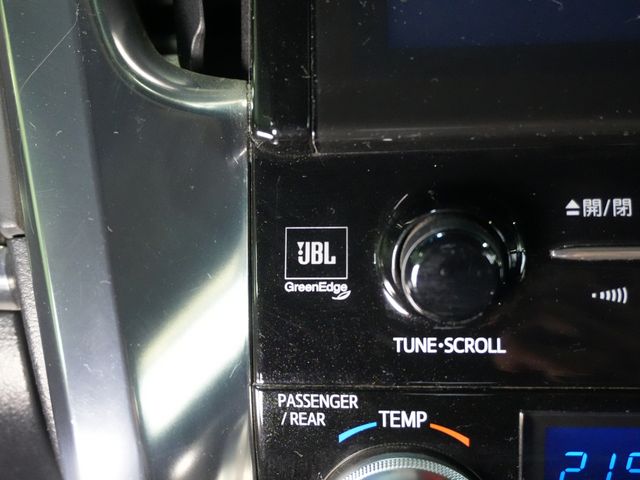 開/閉
JBL
GreenEdge
TUNE•SCROLL
PASSENGER
/ REAR
TEMP